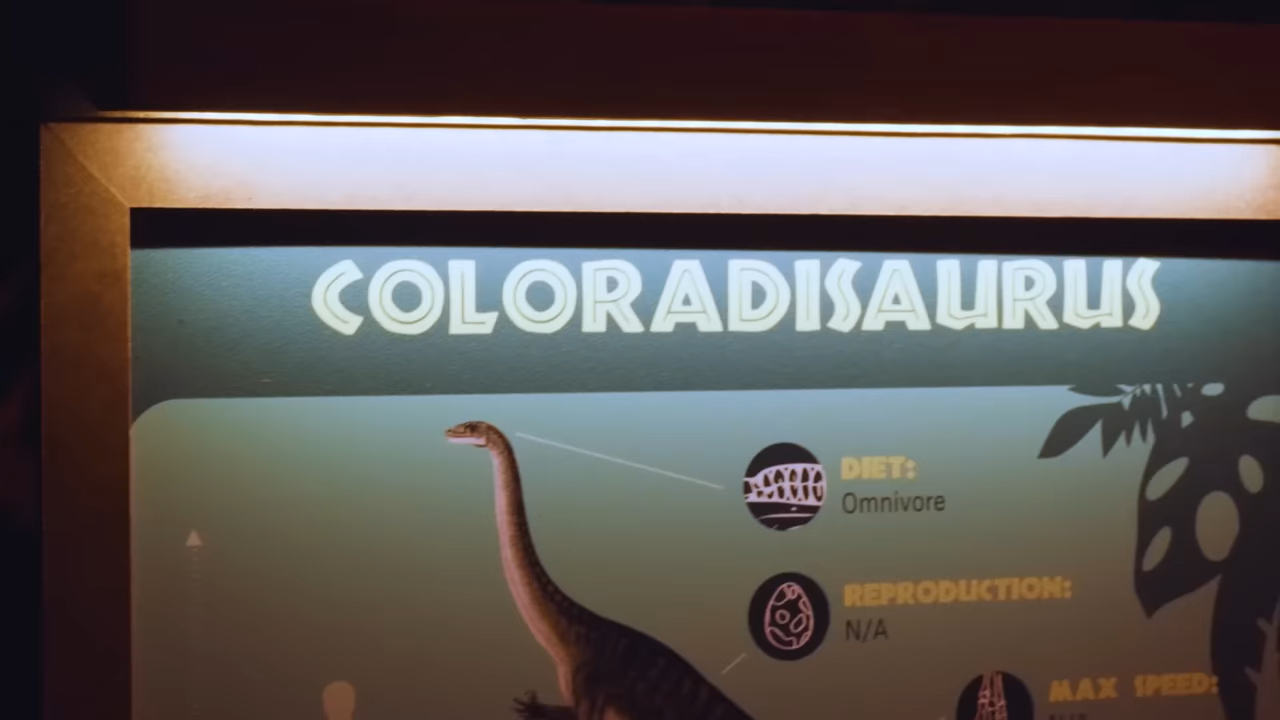 COLORADISAURUS
DIET:
Omnivore
REPRODUCTION:
N/A
MAX SPEED: